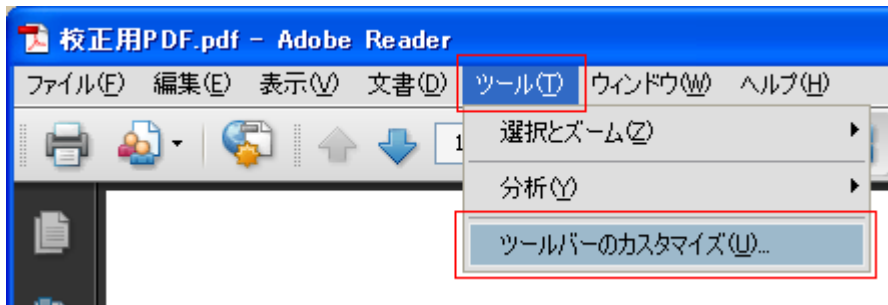 校正用PDF.pdf - Adobe Reader
ファイル(F) 編集(E) 表示(V) 文書(D) ツール(T) ウィンドウ(W) ヘルプ(H)
1
選択とズーム(Z)
分析(Y)
ツールバーのカスタマイズ(U)...